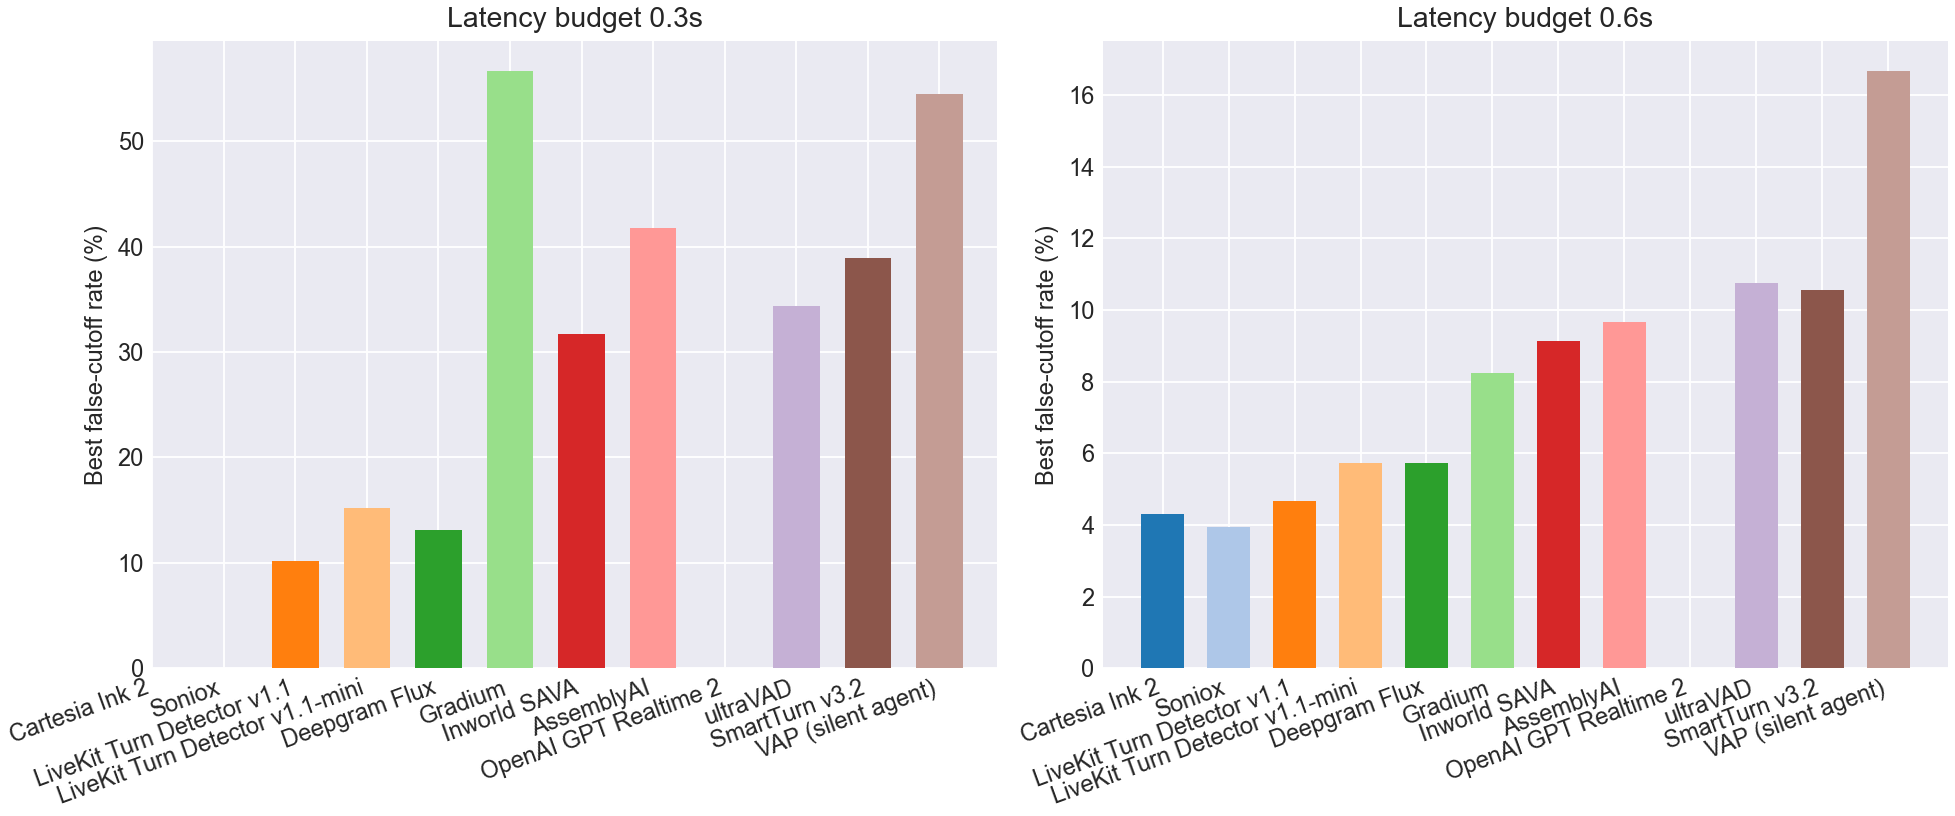 Latency budget 0.3s
Best false-cutoff rate (%)
50
40
30
20
10
0
Cartesia Ink 2
Soniox
LiveKit Turn Detector v1.1
LiveKit Turn Detector v1.1-mini
Deepgram Flux
Gradium
Inworld SAVA
AssemblyAI
OpenAI GPT Realtime 2
ultraVAD
SmartTurn v3.2
VAP (silent agent)
Latency budget 0.6s
Best false-cutoff rate (%)
16
14
12
10
8
6
4
2
0
Cartesia Ink 2
Soniox
LiveKit Turn Detector v1.1
LiveKit Turn Detector v1.1-mini
Deepgram Flux
Gradium
Inworld SAVA
AssemblyAI
OpenAI GPT Realtime 2
ultraVAD
SmartTurn v3.2
VAP (silent agent)